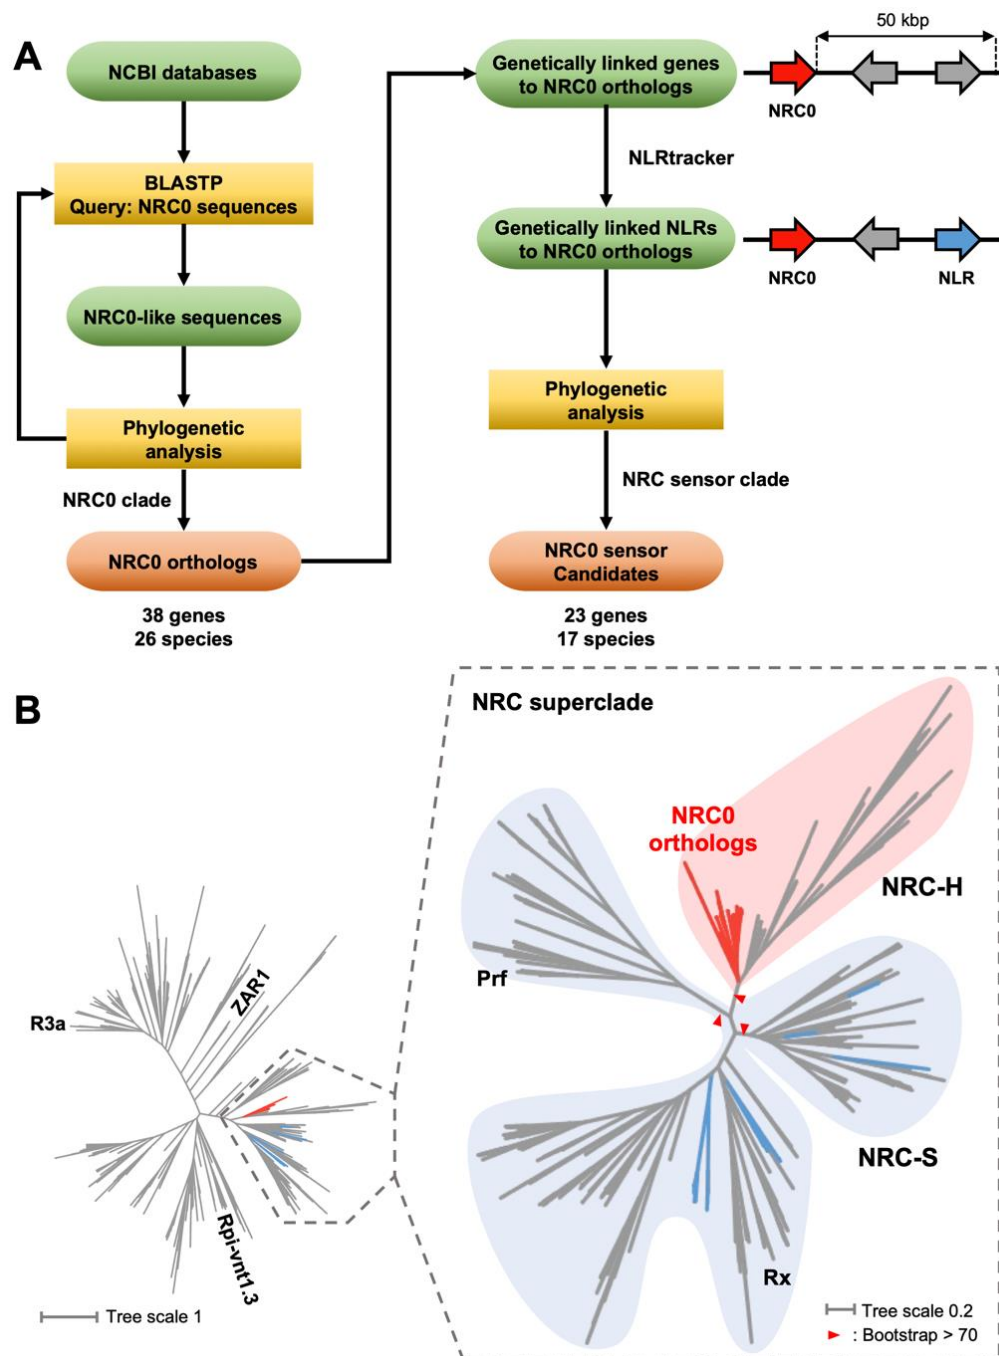 A
NCBI databases
BLASTP
Query: NRC0 sequences
NRC0-like sequences
Phylogenetic
analysis
NRC0 clade
NRC0 orthologs
38 genes
26 species
Genetically linked genes
to NRC0 orthologs
50 kbp
NRC0
NLRtracker
Genetically linked NLRs
to NRC0 orthologs
NRC0
NLR
Phylogenetic
analysis
NRC sensor clade
NRC0 sensor
Candidates
23 genes
17 species
B
R3a
ZAR1
Rpi-vnt1.3
Tree scale 1
NRC superclade
NRC0
orthologs
NRC-H
Prf
NRC-S
Rx
Tree scale 0.2
: Bootstrap > 70